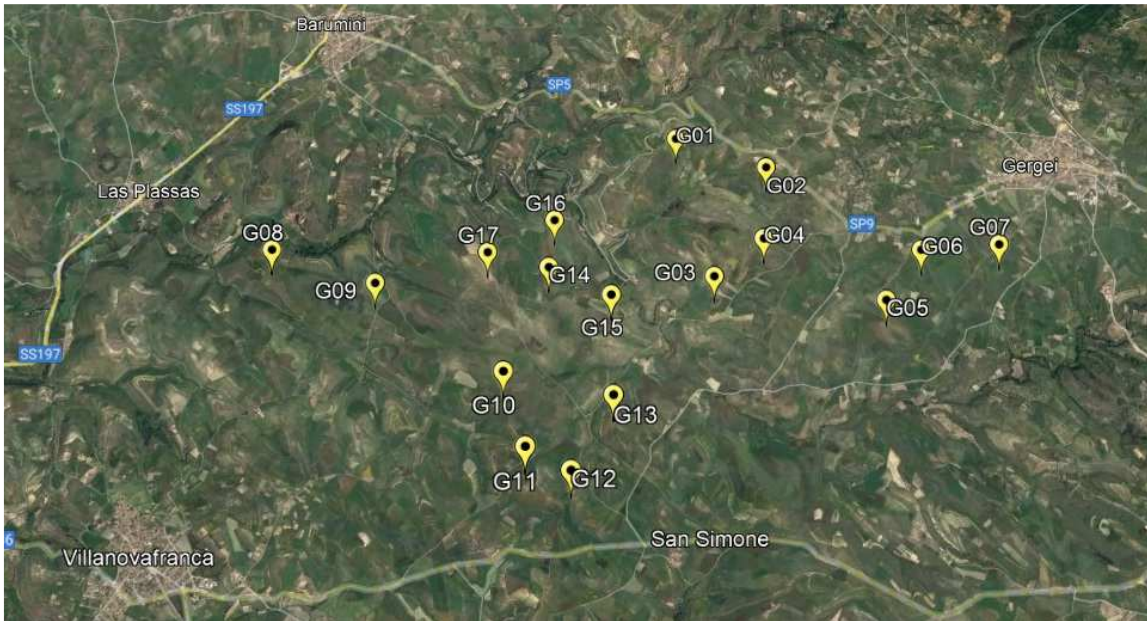 Barumini
SP5
SS197
G01
G02
Gergei
Las Plassas
G16
SP9
G08
G17
G04
G06
G07
G14
G03
G09
G15
G05
SS197
G10
G13
G11
G12
6
San Simone
Villanovafranca